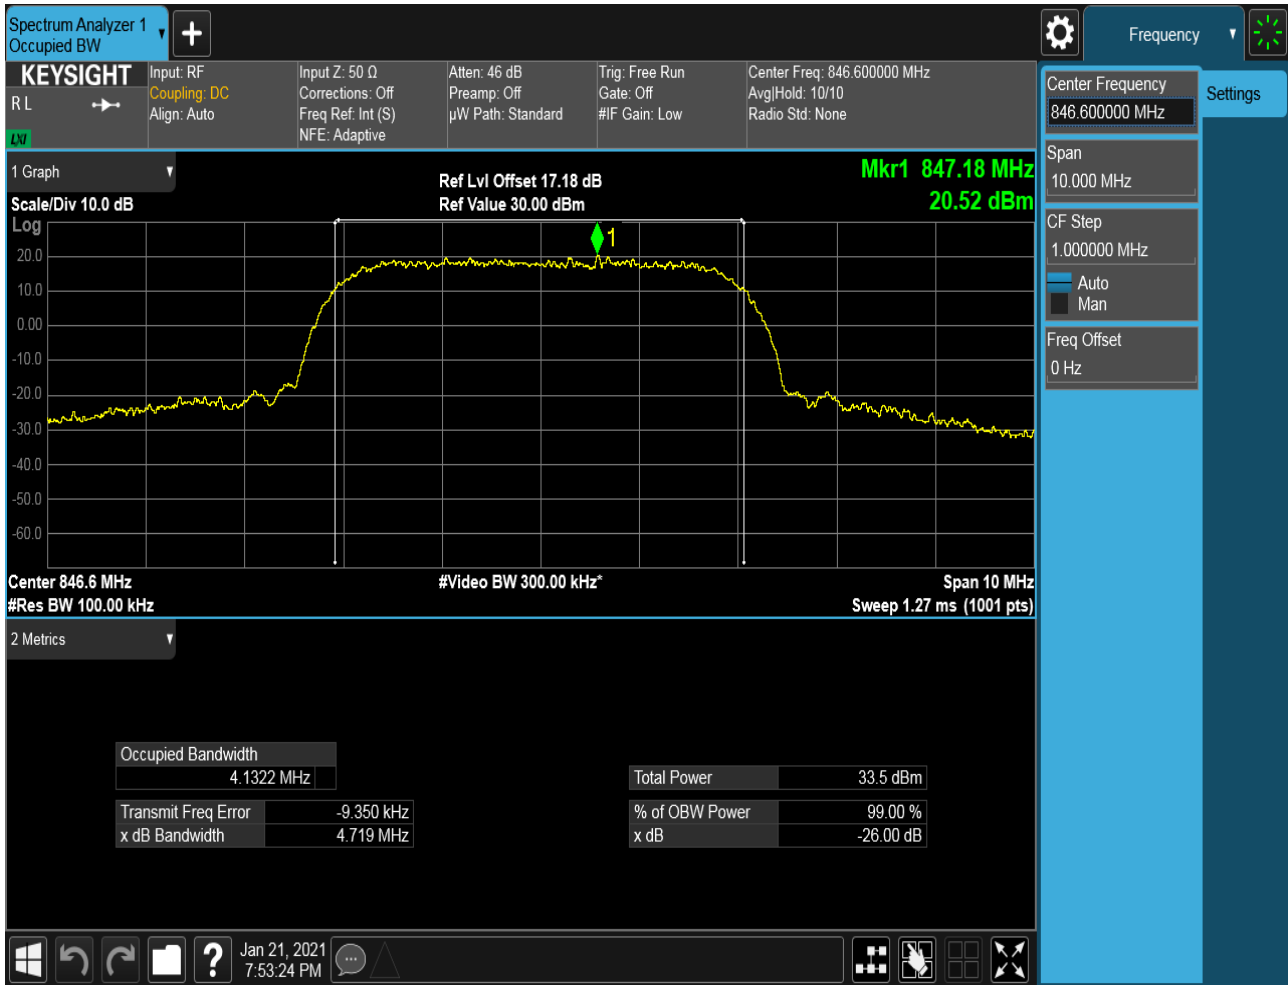 Spectrum Analyzer 1
Occupied BW
Frequency
KEYSIGHT
R L
LXI
Input: RF
Coupling: DC
Align: Auto
Input Z: 50 Ω
Corrections: Off
Freq Ref: Int (S)
NFE: Adaptive
Atten: 46 dB
Preamp: Off
µW Path: Standard
Trig: Free Run
Gate: Off
#IF Gain: Low
Center Freq: 846.600000 MHz
Avg|Hold: 10/10
Radio Std: None
1 Graph
Scale/Div 10.0 dB
Ref Lvl Offset 17.18 dB
Ref Value 30.00 dBm
Mkr1 847.18 MHz
20.52 dBm
Log
1
20.0
10.0
0.00
-10.0
-20.0
-30.0
-40.0
-50.0
-60.0
Center 846.6 MHz
#Video BW 300.00 kHz*
Span 10 MHz
#Res BW 100.00 kHz
Sweep 1.27 ms (1001 pts)
2 Metrics
Occupied Bandwidth
4.1322 MHz
Transmit Freq Error -9.350 kHz
x dB Bandwidth 4.719 MHz
Total Power 33.5 dBm
% of OBW Power 99.00 %
x dB -26.00 dB
Center Frequency
846.600000 MHz
Span
10.000 MHz
CF Step
1.000000 MHz
Auto
Man
Freq Offset
0 Hz
Settings
?
Jan 21, 2021
7:53:24 PM